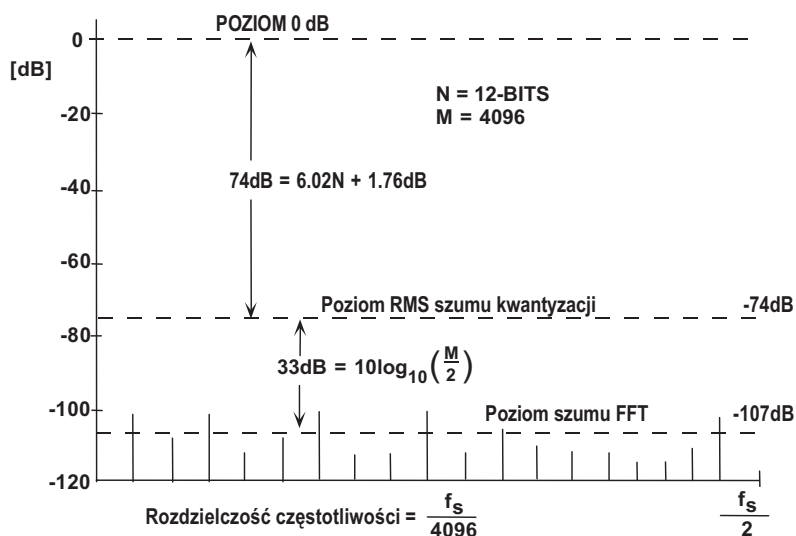 POZIOM 0 dB
0
[dB]
N = 12-BITS
M = 4096
-20
-40
74dB = 6.02N + 1.76dB
-60
Poziom RMS szumu kwantyzacji
-74dB
-80
33dB = 10log10(M/2)
-100
Poziom szumu FFT
-107dB
-120
Rozdzielczość częstotliwości = fs/4096
fs/2